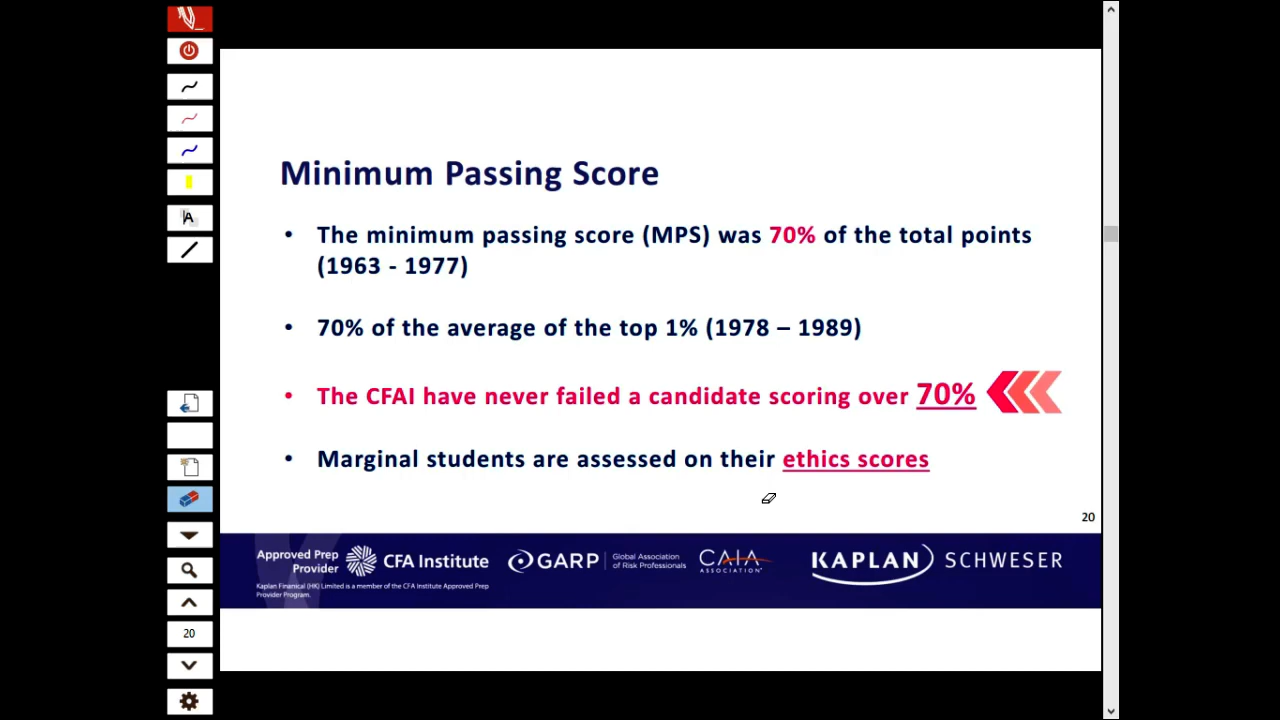 A
Minimum Passing Score
• The minimum passing score (MPS) was 70% of the total points
(1963 - 1977)
• 70% of the average of the top 1% (1978 – 1989)
• The CFAI have never failed a candidate scoring over 70%
• Marginal students are assessed on their ethics scores
20
Approved Prep
Provider
CFA Institute
GARP
Global Association
of Risk Professionals
CAIA
ASSOCIATION
KAPLAN SCHWESER
Kaplan Finanical (HK) Limited is a member of the CFA Institute Approved Prep
Provider Program.
20